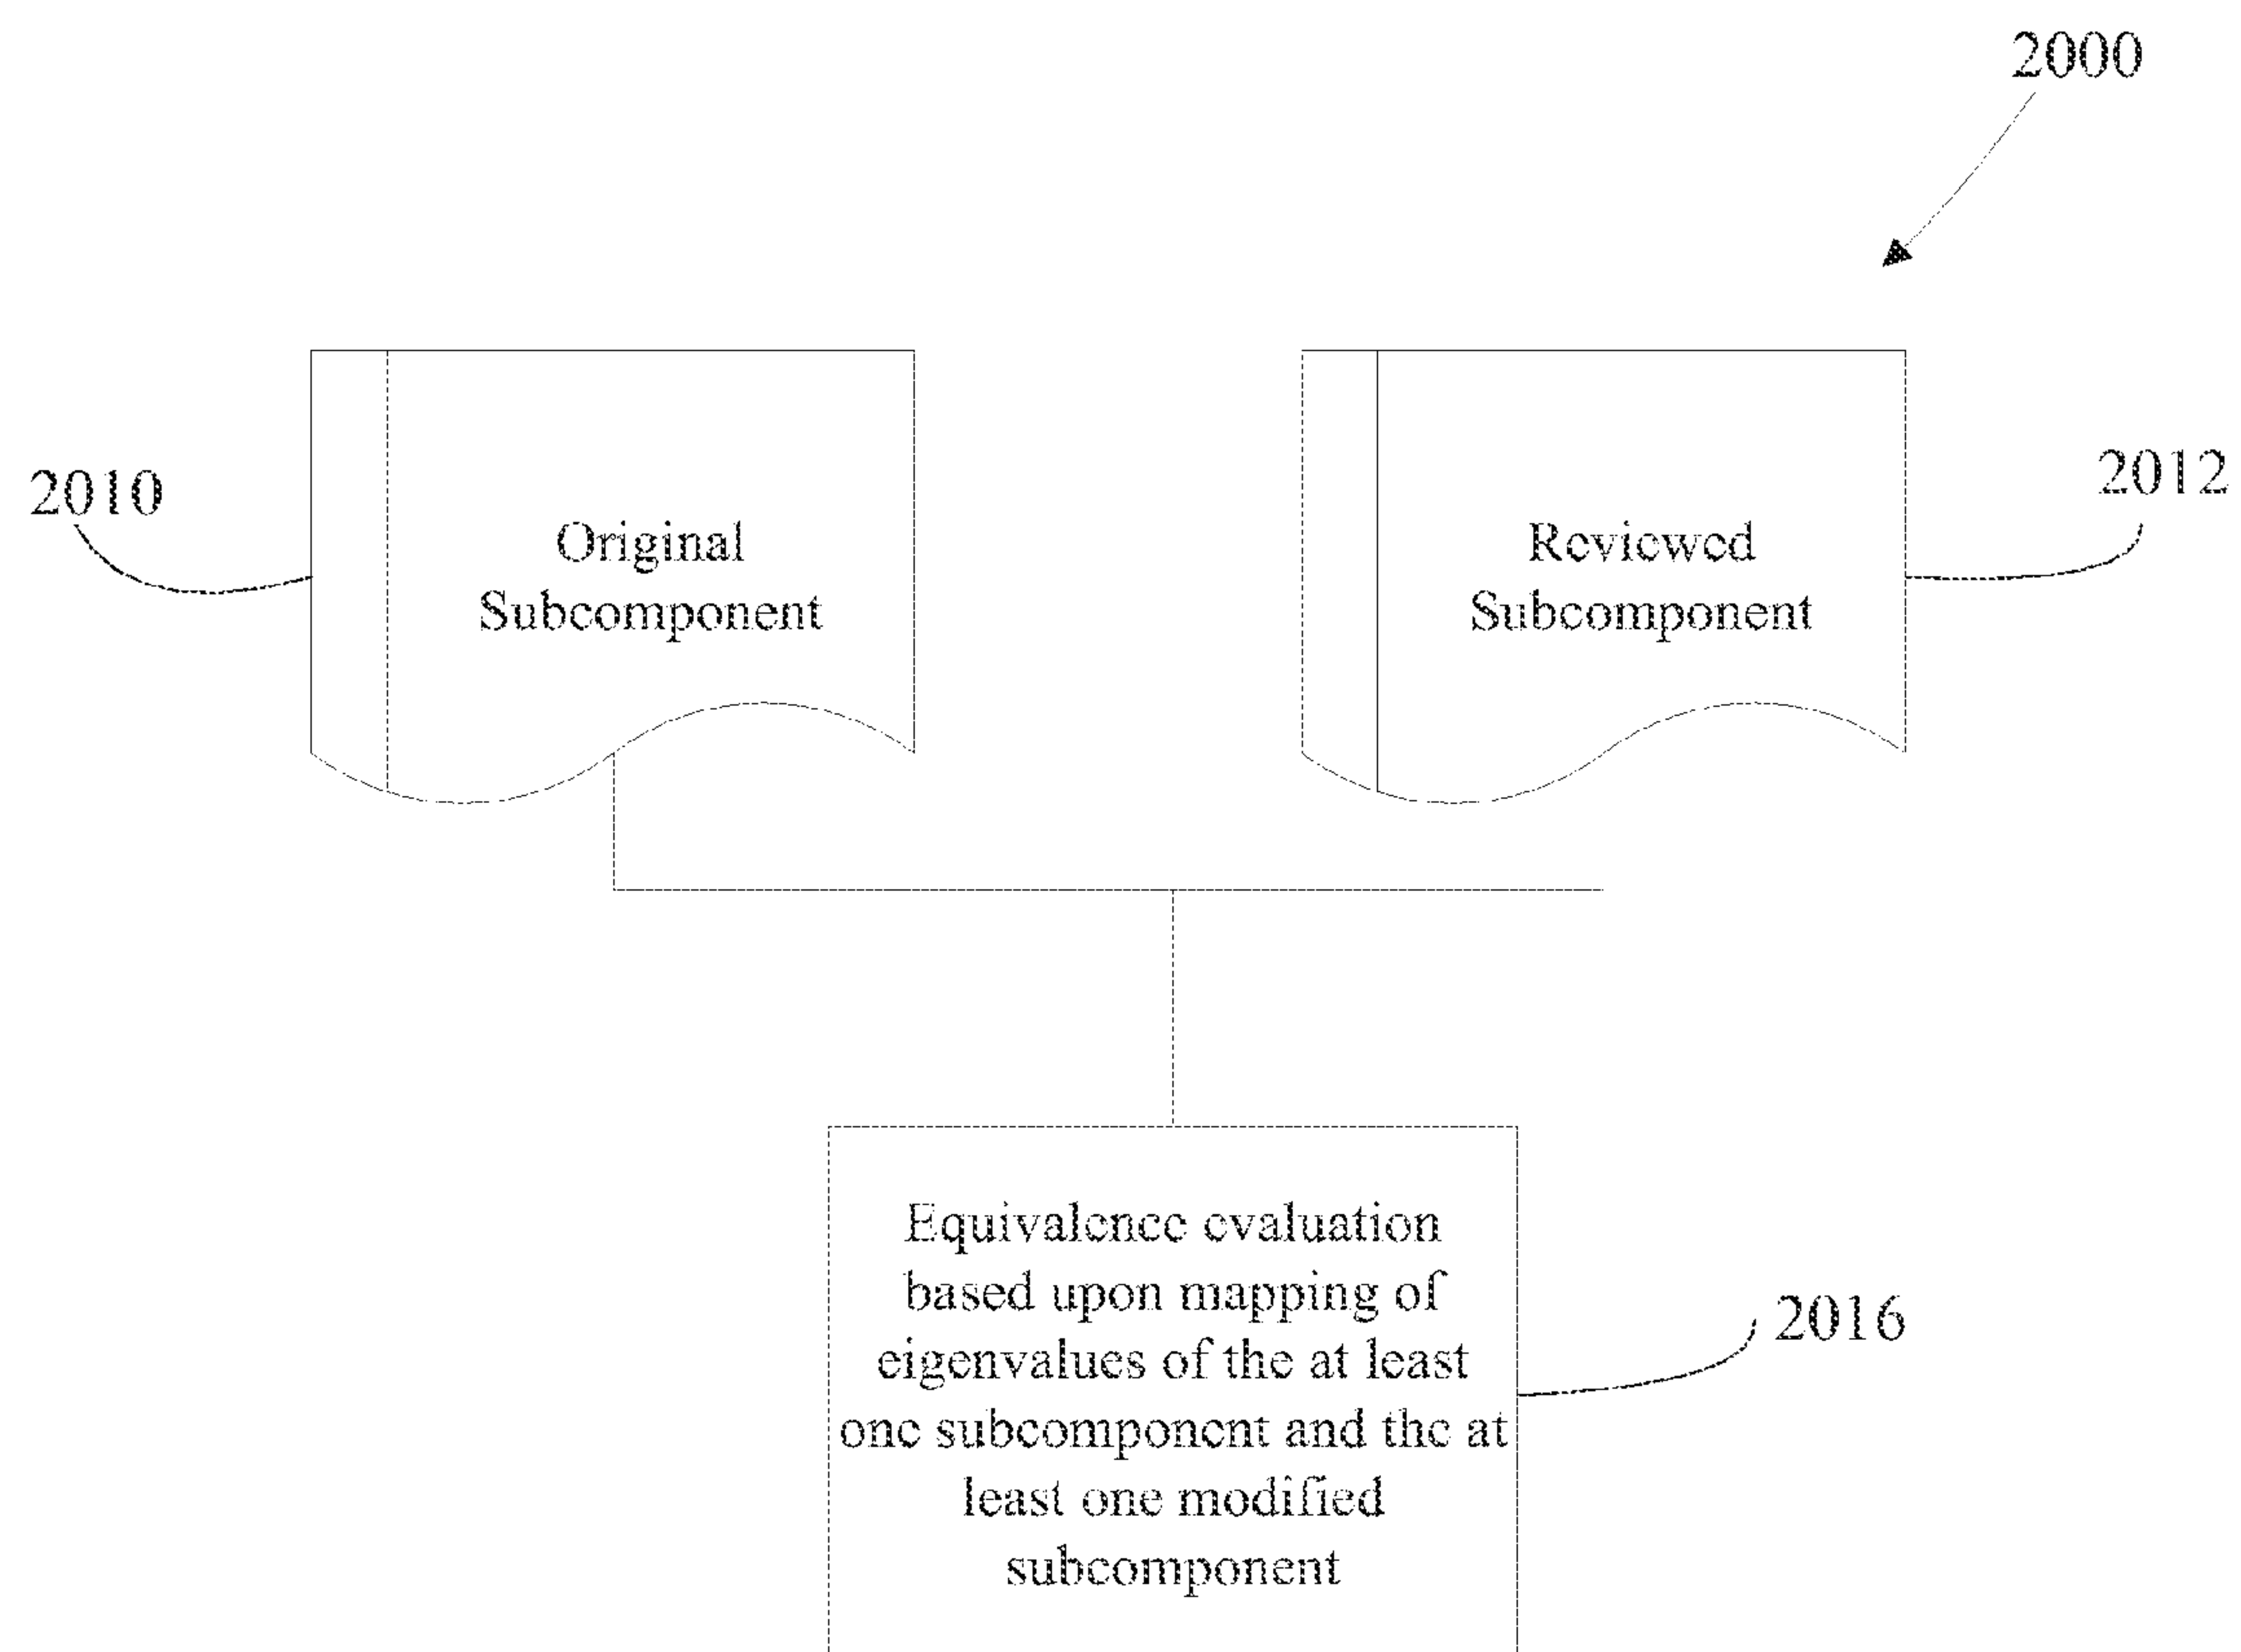 2000
2010
Original
Subcomponent
Reviewed
Subcomponent
2012
Equivalence evaluation
based upon mapping of
eigenvalues of the at least
one subcomponent and the at
least one modified
subcomponent
2016